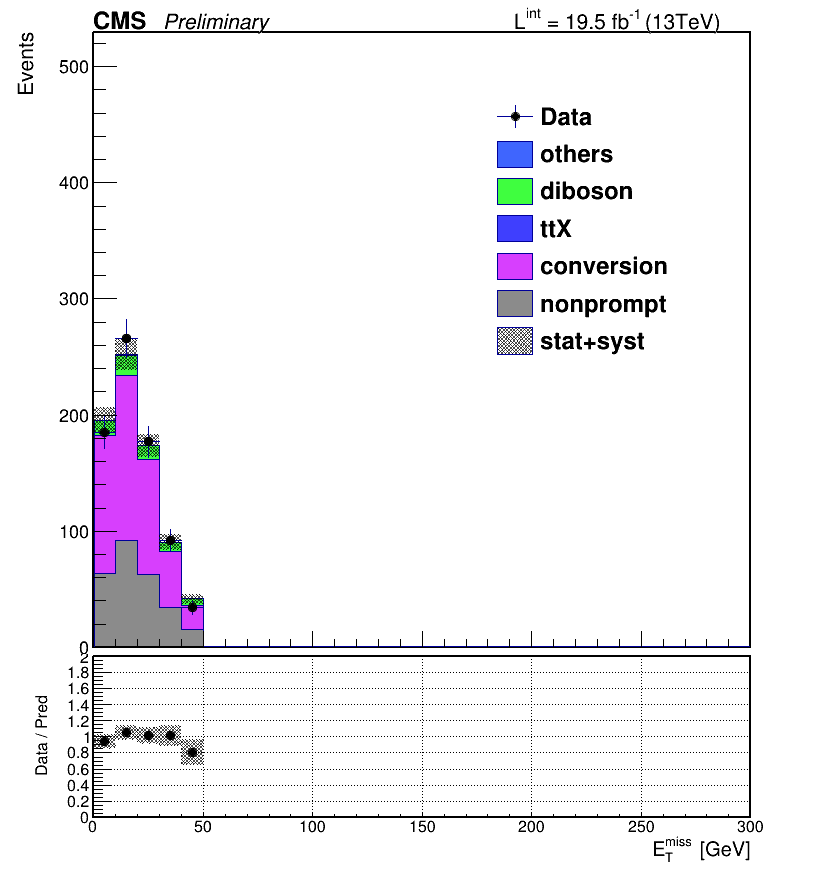 CMS Preliminary L^int = 19.5 fb^-1 (13TeV)
Events
500
400
300
200
100
0
Data
others
diboson
ttX
conversion
nonprompt
stat+syst
Data / Pred
2
1.8
1.6
1.4
1.2
1
0.8
0.6
0.4
0.2
0
0 50 100 150 200 250 300
E_T^miss [GeV]